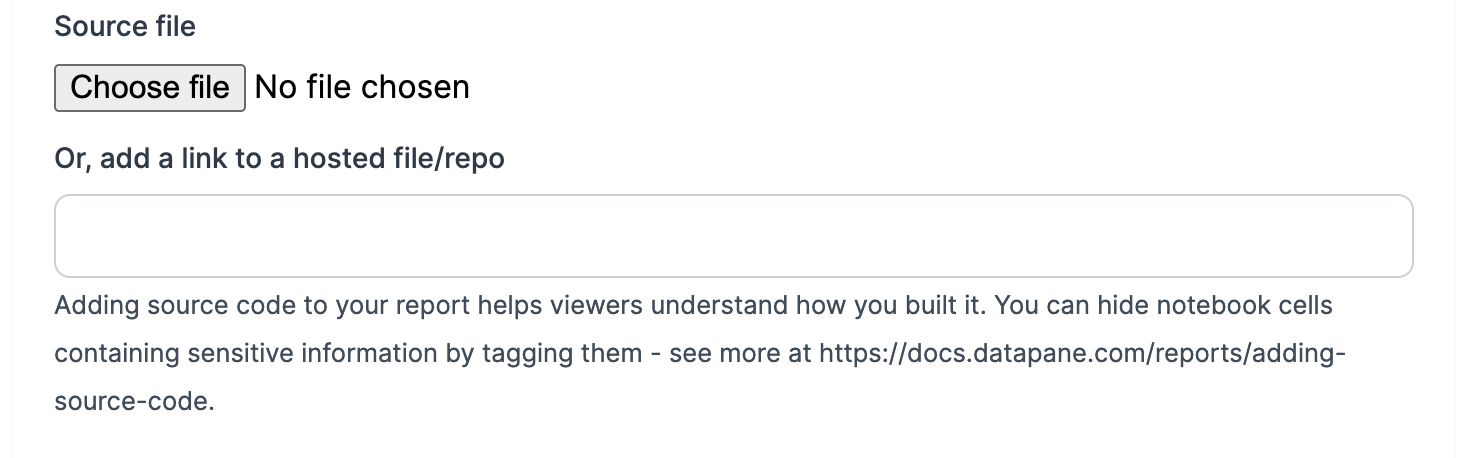 Source file
Choose file No file chosen
Or, add a link to a hosted file/repo
Adding source code to your report helps viewers understand how you built it. You can hide notebook cells
containing sensitive information by tagging them - see more at https://docs.datapane.com/reports/adding-
source-code.